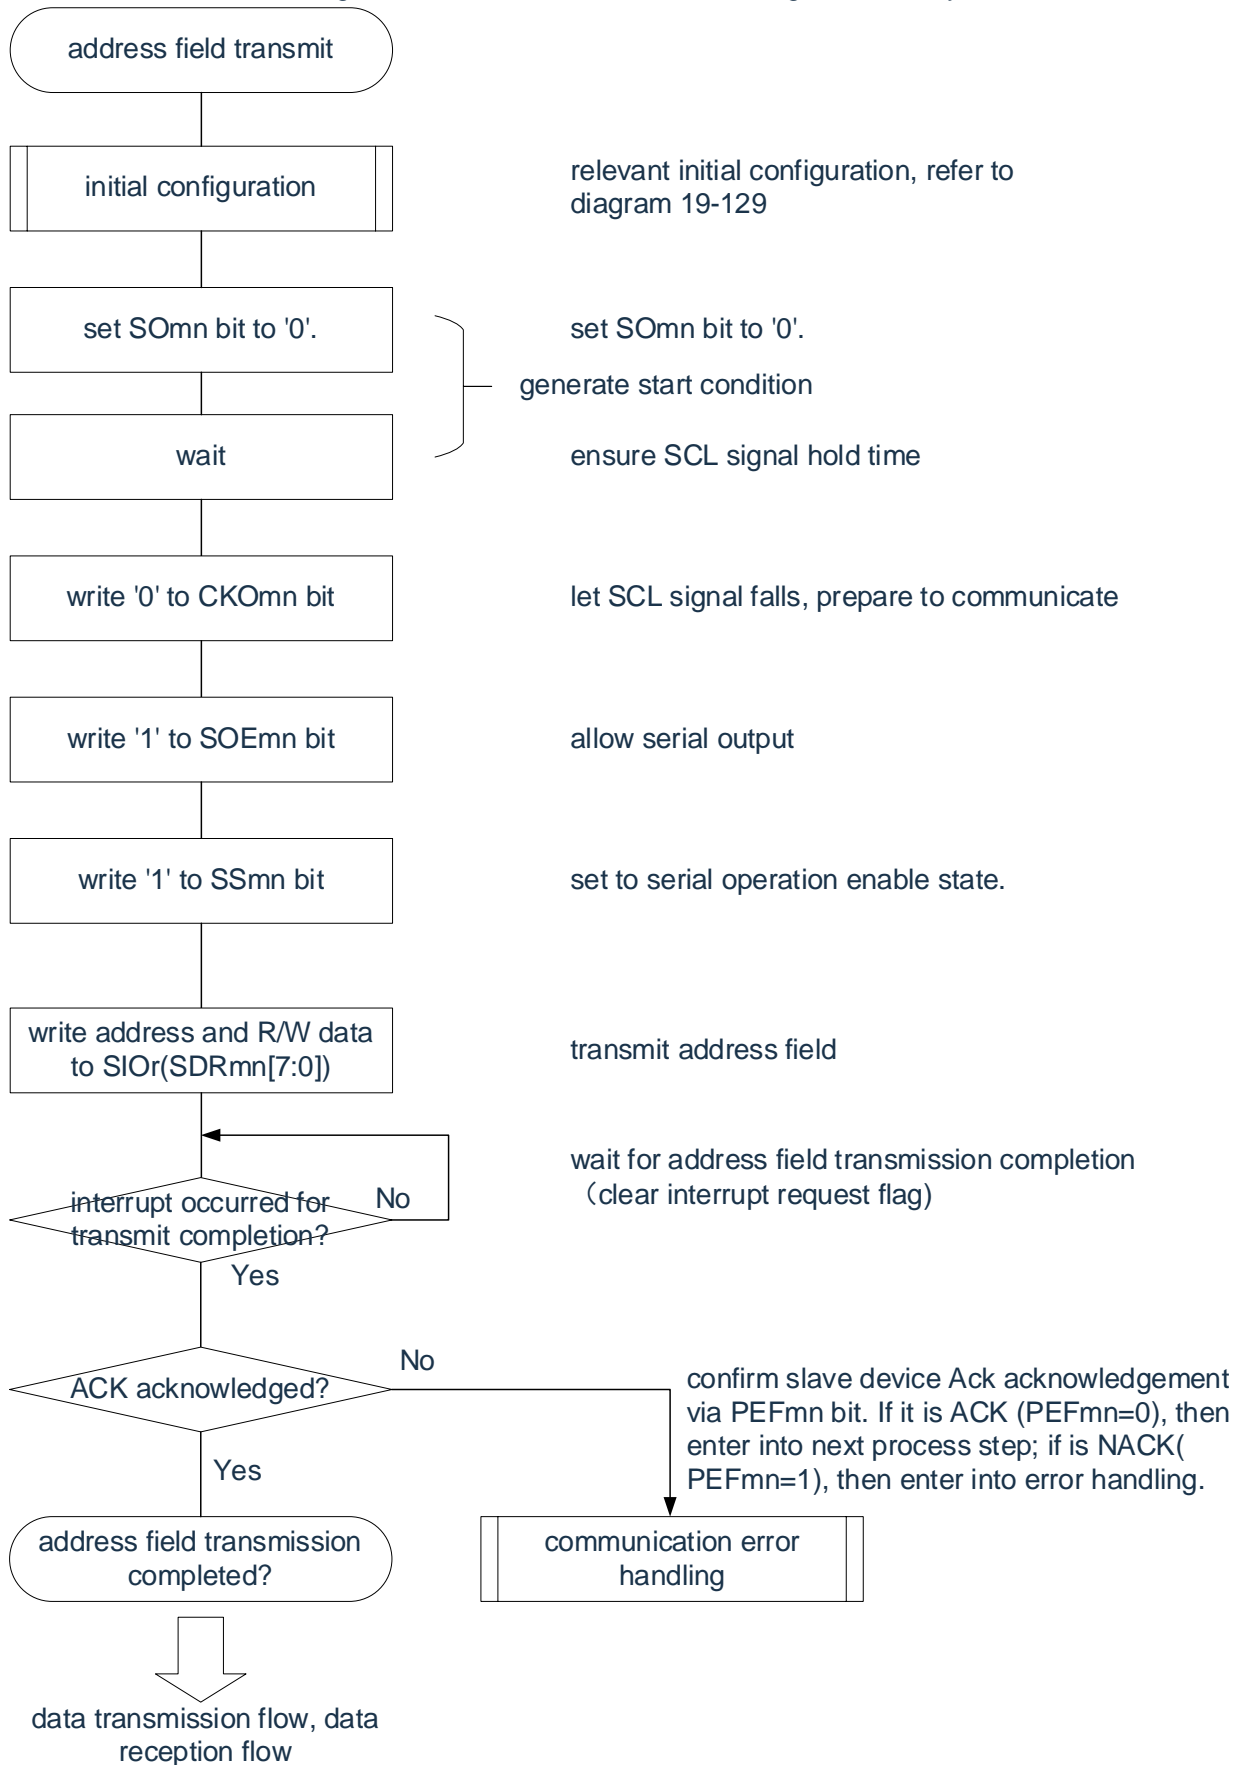 address field transmit
initial configuration
relevant initial configuration, refer to
diagram 19-129
set SOmn bit to '0'.
set SOmn bit to '0'.
generate start condition
wait
ensure SCL signal hold time
write '0' to CKOmn bit
let SCL signal falls, prepare to communicate
write '1' to SOEmn bit
allow serial output
write '1' to SSmn bit
set to serial operation enable state.
write address and R/W data
to SIOr(SDRmn[7:0])
transmit address field
wait for address field transmission completion
（clear interrupt request flag)
interrupt occurred for
transmit completion?
No
Yes
ACK acknowledged?
No
confirm slave device Ack acknowledgement
via PEFmn bit. If it is ACK (PEFmn=0), then
enter into next process step; if is NACK(
PEFmn=1), then enter into error handling.
Yes
address field transmission
completed?
communication error
handling
data transmission flow, data
reception flow